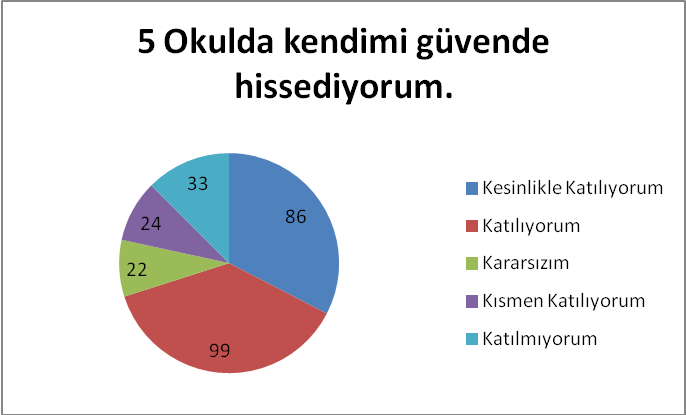 5 Okulda kendimi güvende
hissediyorum.
33
86
24
22
99
Kesinlikle Katılıyorum
Katılıyorum
Kararsızım
Kısmen Katılıyorum
Katılmıyorum